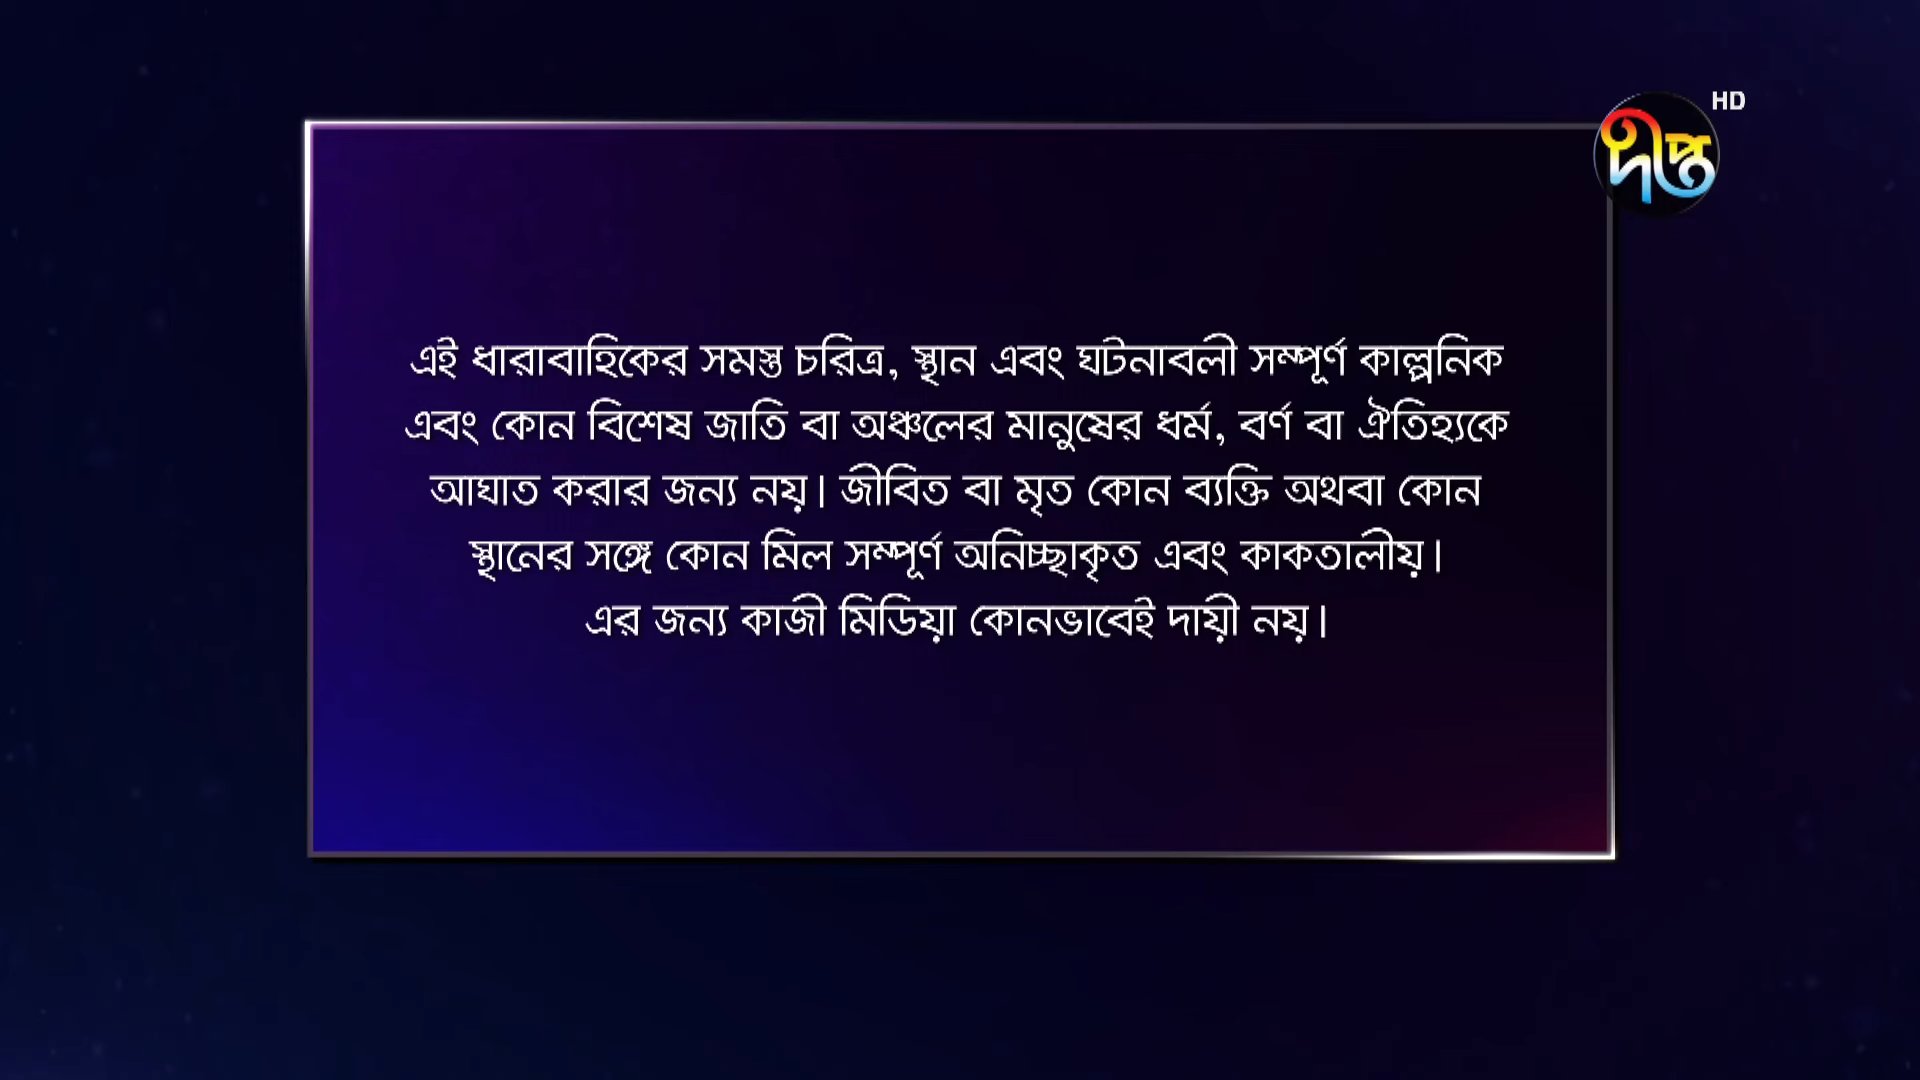 HD
দীপ্ত
এই ধারাবাহিকের সমস্ত চরিত্র, স্থান এবং ঘটনাবলী সম্পূর্ণ কাল্পনিক
এবং কোন বিশেষ জাতি বা অঞ্চলের মানুষের ধর্ম, বর্ণ বা ঐতিহ্যকে
আঘাত করার জন্য নয়। জীবিত বা মৃত কোন ব্যক্তি অথবা কোন
স্থানের সঙ্গে কোন মিল সম্পূর্ণ অনিচ্ছাকৃত এবং কাকতালীয়।
এর জন্য কাজী মিডিয়া কোনভাবেই দায়ী নয়।